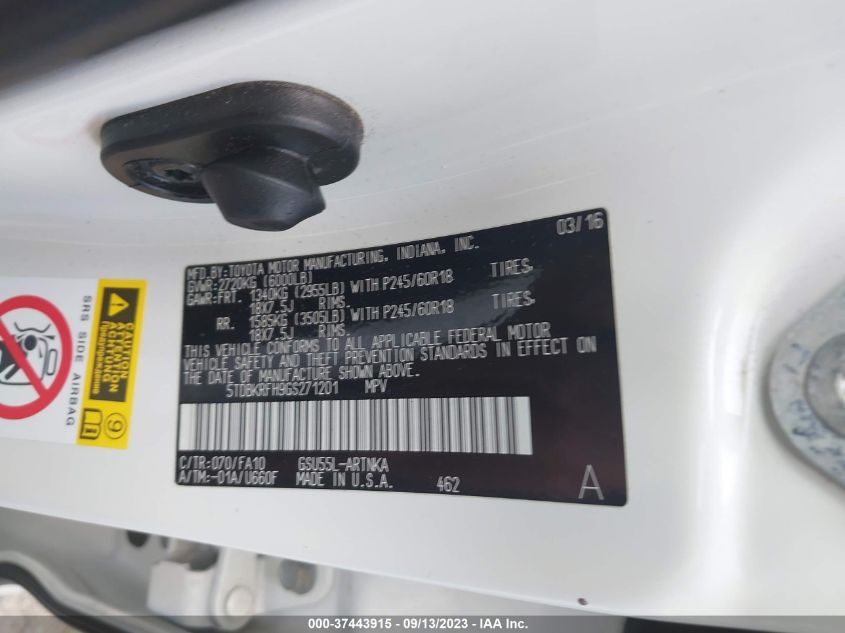 03/16
MFD.BY:TOYOTA MOTOR MANUFACTURING, INDIANA, INC.
GVWR:2720KG (6000LB)
GAWR:FRT. 1340KG (2955LB) WITH P245/60R18 TIRES,
18X7.5J RIMS.
RR. 1585KG (3505LB) WITH P245/60R18 TIRES,
18X7.5J RIMS.
THIS VEHICLE CONFORMS TO ALL APPLICABLE FEDERAL MOTOR
VEHICLE SAFETY AND THEFT PREVENTION STANDARDS IN EFFECT ON
THE DATE OF MANUFACTURE SHOWN ABOVE.
5TDBKRFH9GS271201 MPV
C/TR:070/FA10 GSU55L-ARTNKA
A/TM:-01A/U660F MADE IN U.S.A. 462 A
SRS SIDE AIRBAG
CAUTION
ATTENTION
ACHTUNG
9
000-37443915 - 09/13/2023 - IAA Inc.